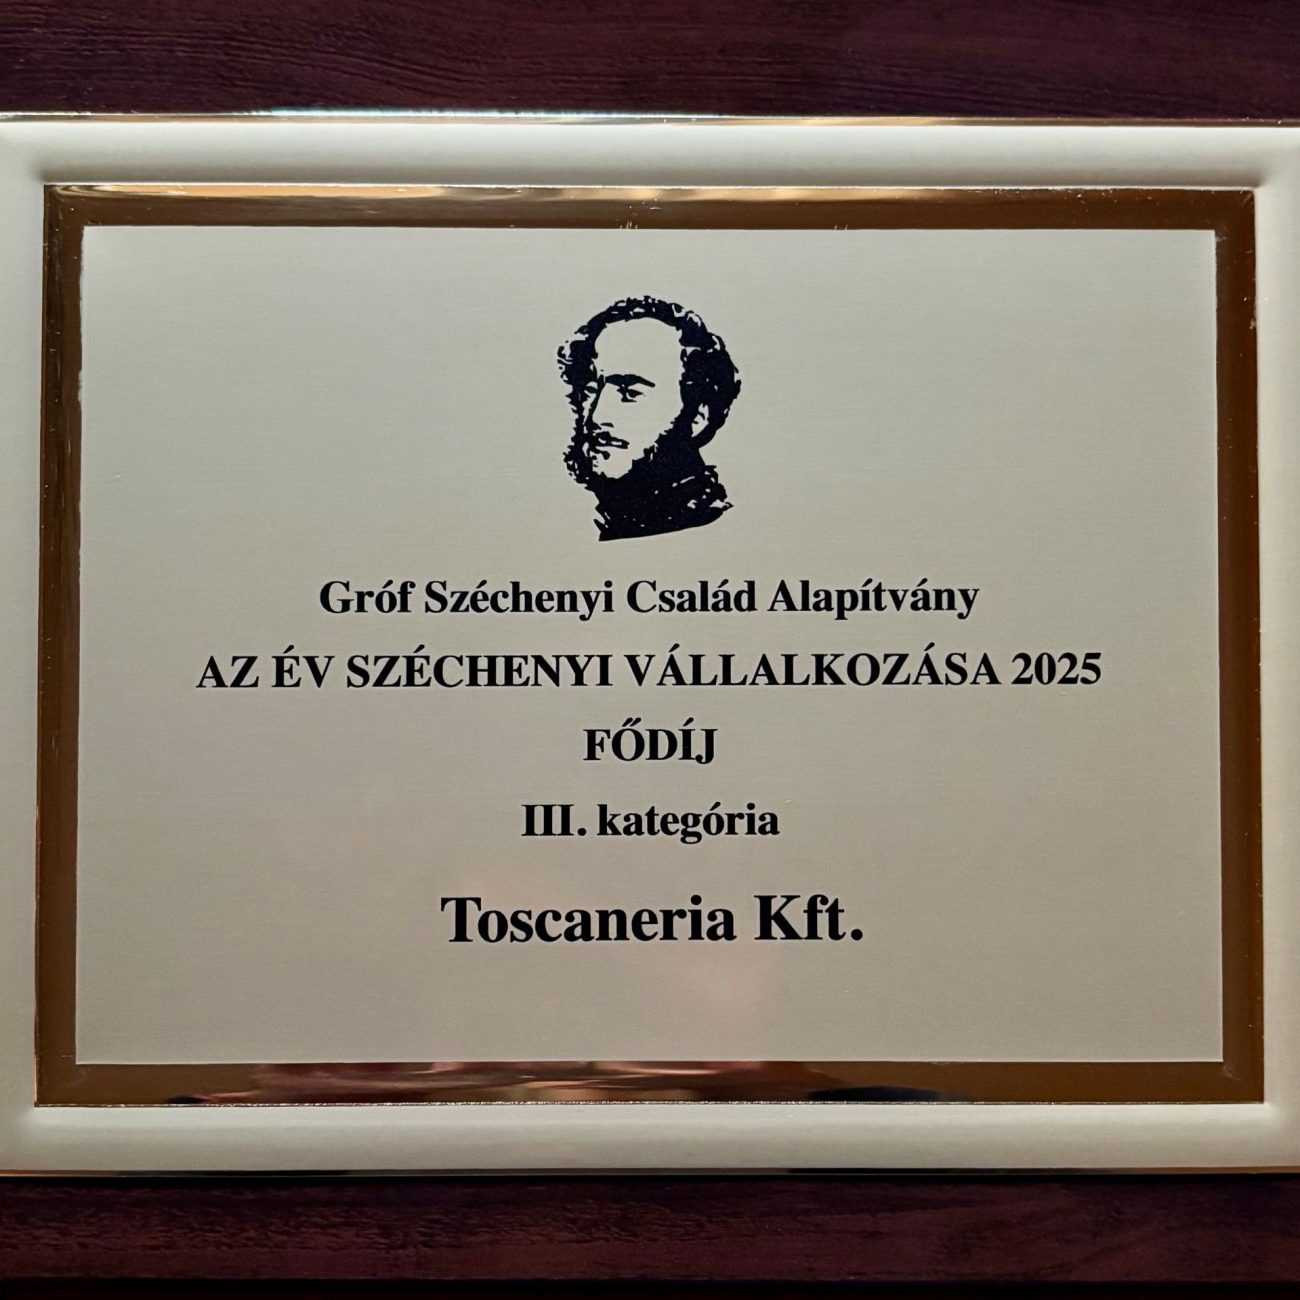 Gróf Széchenyi Család Alapítvány
AZ ÉV SZÉCHENYI VÁLLALKOZÁSA 2025
FŐDÍJ
III. kategória
Toscaneria Kft.